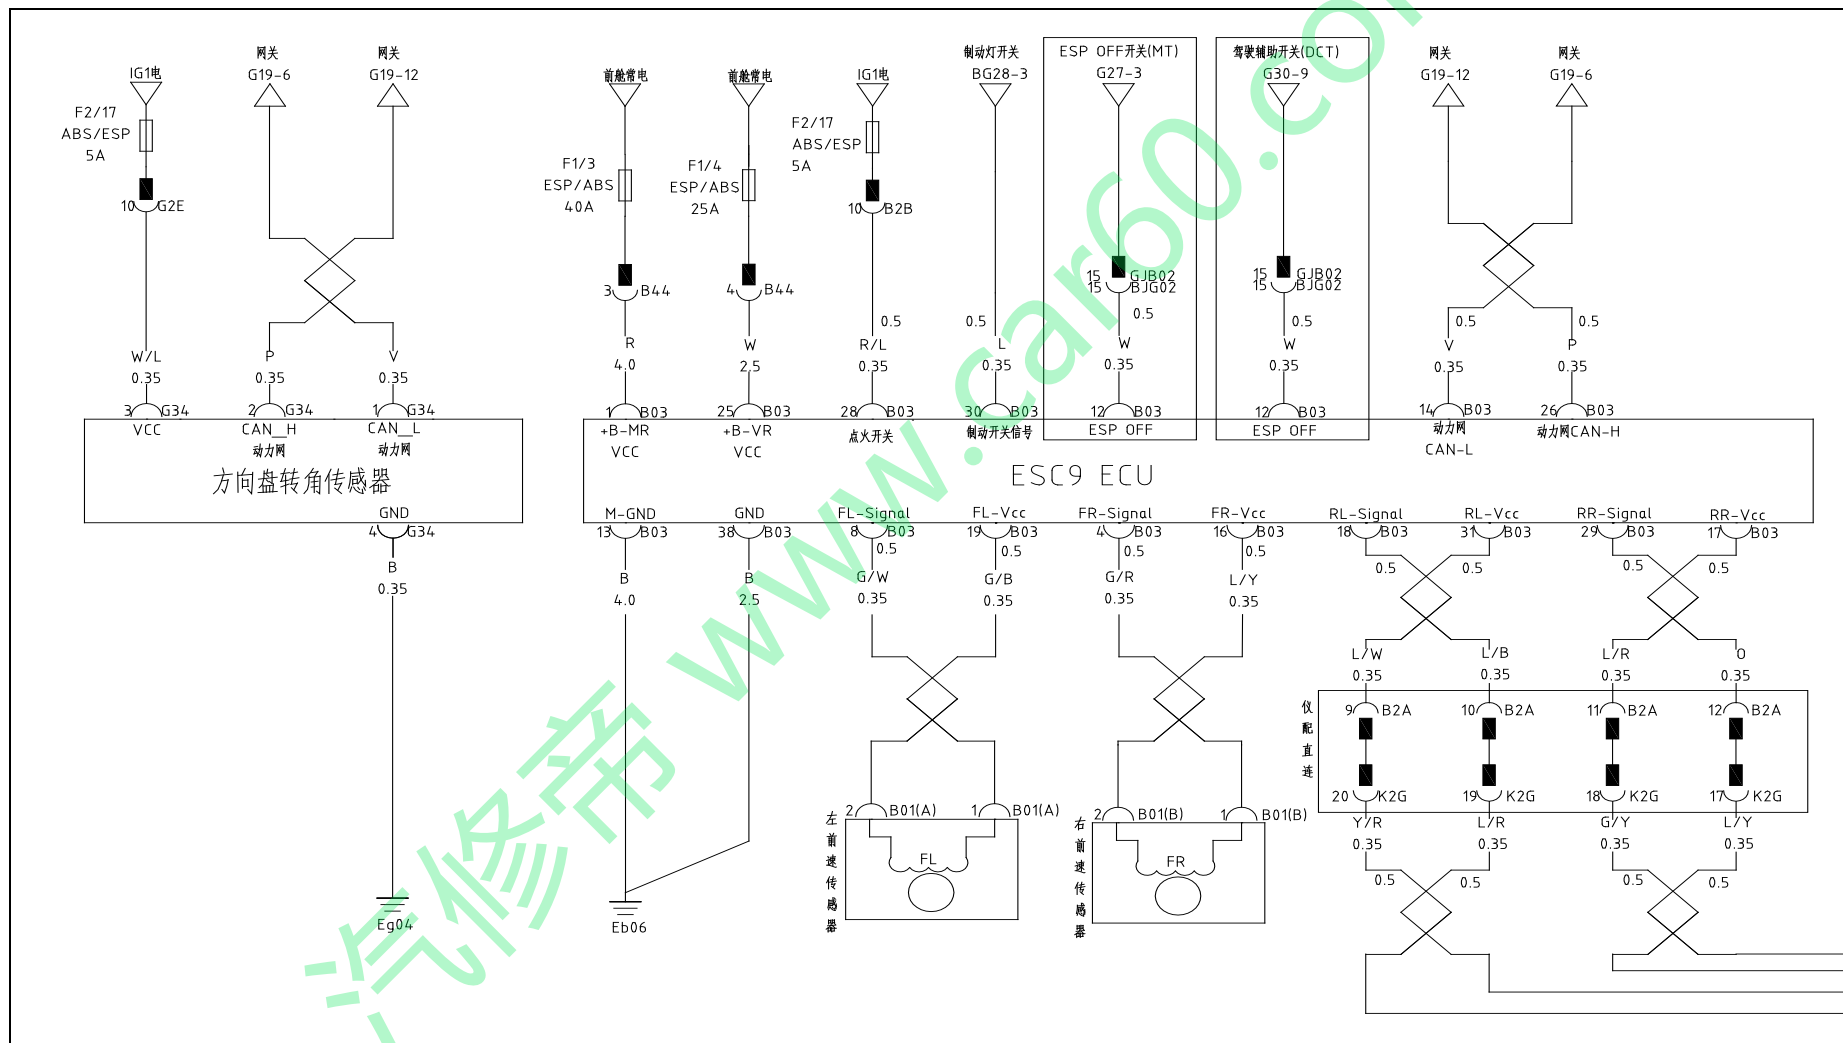 网关
网关
制动灯开关
ESP OFF开关(MT)
驾驶辅助开关(DCT)
网关
网关
IG1电
G19-6
G19-12
前舱常电
前舱常电
IG1电
BG28-3
G27-3
G30-9
G19-12
G19-6
F2/17
ABS/ESP
5A
F1/3
ESP/ABS
40A
F1/4
ESP/ABS
25A
F2/17
ABS/ESP
5A
10 G2E
10 B2B
3 B44
4 B44
15 GJB02
15 BJG02
15 GJB02
15 BJG02
0.5
0.5
0.5
0.5
0.5
0.5
W/L
0.35
P
0.35
V
0.35
R
4.0
W
2.5
R/L
0.35
L
0.35
W
0.35
W
0.35
V
0.35
P
0.35
3 G34
2 G34
1 G34
1 B03
25 B03
28 B03
30 B03
12 B03
12 B03
14 B03
26 B03
VCC
CAN_H
动力网
CAN_L
动力网
+B-MR
VCC
+B-VR
VCC
点火开关
制动开关信号
ESP OFF
ESP OFF
动力网
CAN-L
动力网CAN-H
方向盘转角传感器
ESC9 ECU
GND
M-GND
GND
FL-Signal
FL-Vcc
FR-Signal
FR-Vcc
RL-Signal
RL-Vcc
RR-Signal
RR-Vcc
4 G34
13 B03
38 B03
8 B03
19 B03
4 B03
16 B03
18 B03
31 B03
29 B03
17 B03
0.5
0.5
0.5
0.5
0.5
0.5
0.5
0.5
B
0.35
B
4.0
B
2.5
G/W
0.35
G/B
0.35
G/R
0.35
L/Y
0.35
L/W
0.35
L/B
0.35
L/R
0.35
O
0.35
仪配直连
9 B2A
10 B2A
11 B2A
12 B2A
20 K2G
19 K2G
18 K2G
17 K2G
Y/R
0.35
L/R
0.35
G/Y
0.35
L/Y
0.35
0.5
0.5
0.5
0.5
2 B01(A)
1 B01(A)
2 B01(B)
1 B01(B)
左前速传感器
FL
右前速传感器
FR
Eg04
Eb06
汽修帝 www.car60.co